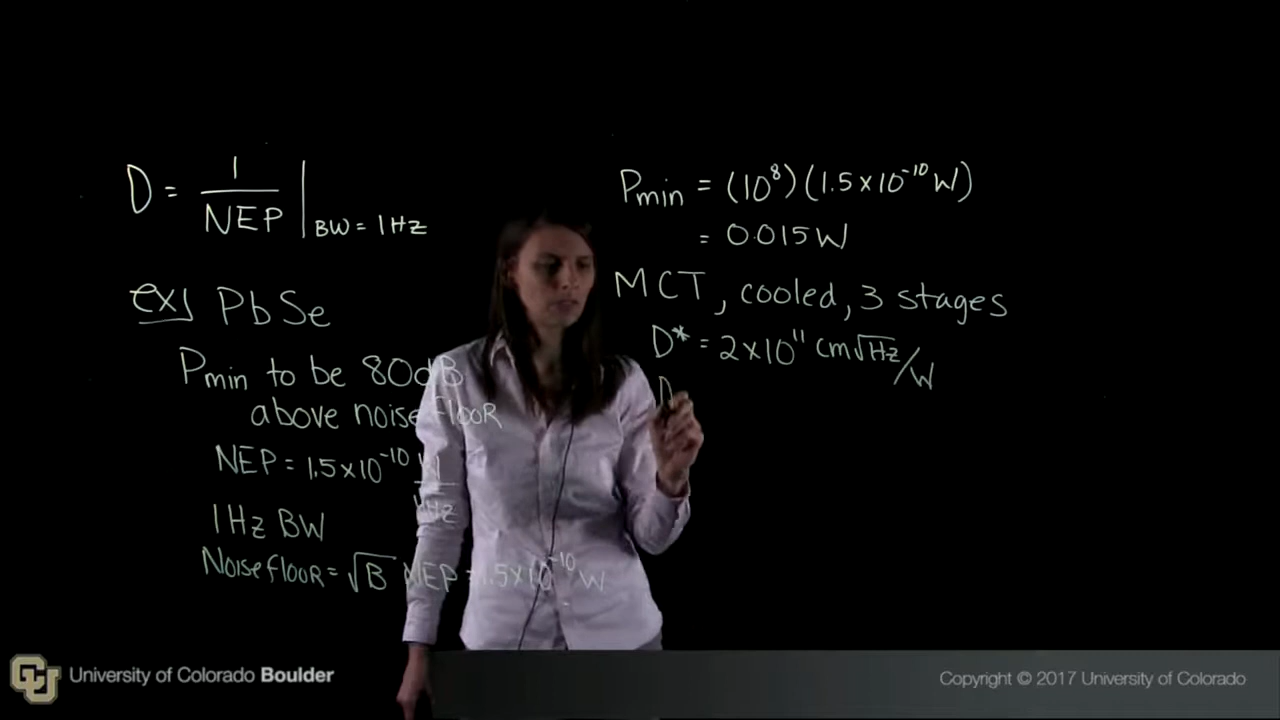 D = 1/NEP | BW = 1Hz
ex) PbSe
Pmin to be 80dB
above noise flooR
NEP = 1.5x10^-10 W/√Hz
1Hz BW
Noise flooR = √B NEP = 1.5x10^-10 W
Pmin = (10^8)(1.5x10^-10 W)
= 0.015W
MCT, cooled, 3 stages
D* = 2x10^11 cm√Hz/W
D
University of Colorado Boulder
Copyright © 2017 University of Colorado